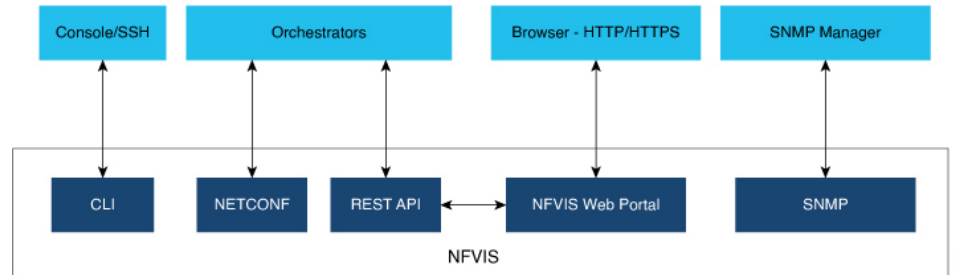 Console/SSH
Orchestrators
Browser - HTTP/HTTPS
SNMP Manager
CLI
NETCONF
REST API
NFVIS Web Portal
SNMP
NFVIS